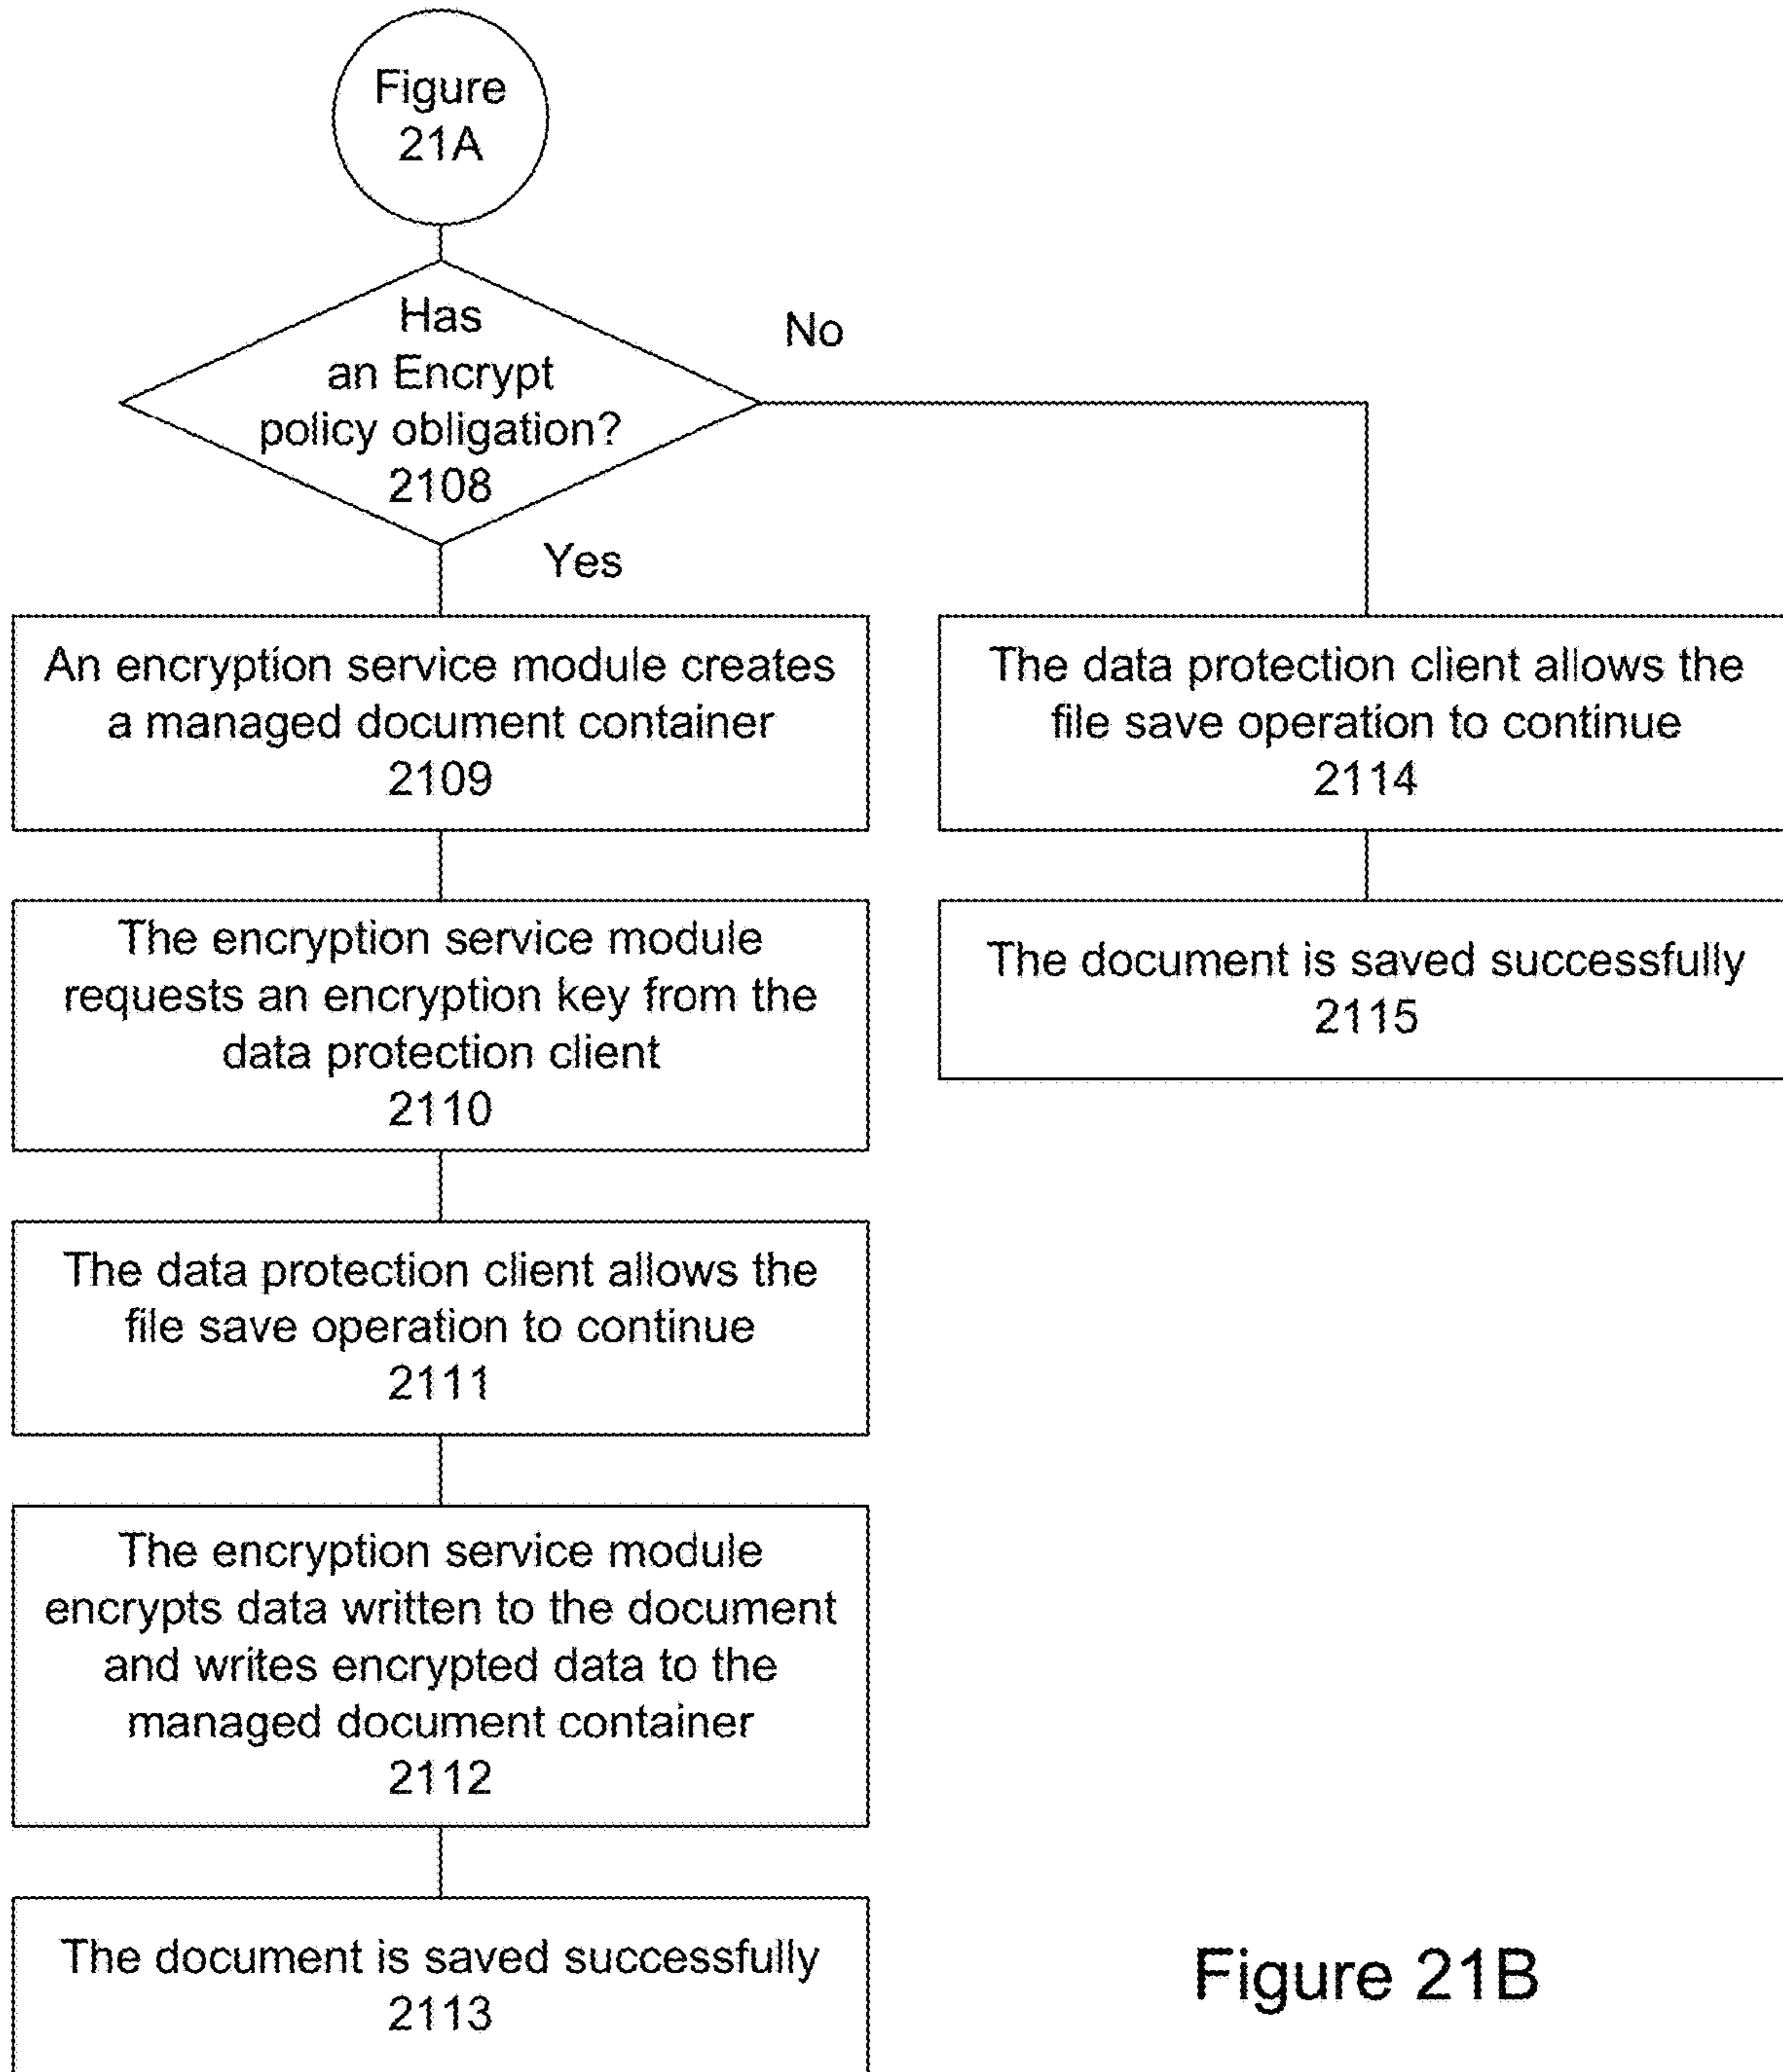 Figure
21A
Has
an Encrypt
policy obligation?
2108
No
Yes
An encryption service module creates
a managed document container
2109
The encryption service module
requests an encryption key from the
data protection client
2110
The data protection client allows the
file save operation to continue
2111
The encryption service module
encrypts data written to the document
and writes encrypted data to the
managed document container
2112
The document is saved successfully
2113
The data protection client allows the
file save operation to continue
2114
The document is saved successfully
2115
Figure 21B